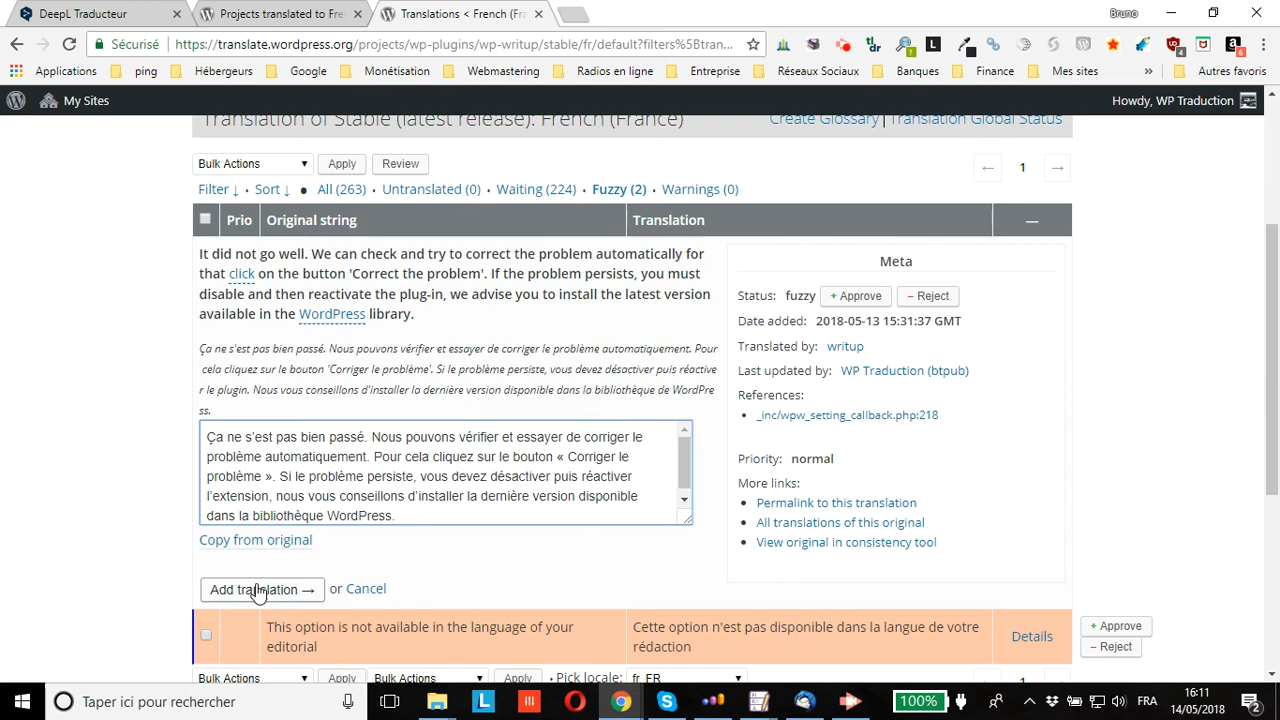 DeepL Traducteur
Projects translated to Fre
Translations < French (Fra
Bruno
Sécurisé
https://translate.wordpress.org/projects/wp-plugins/wp-writup/stable/fr/default?filters%5Btran...
Applications
ping
Hébergeurs
Google
Monétisation
Webmastering
Radios en ligne
Entreprise
Réseaux Sociaux
Banques
Finance
Mes sites
»
Autres favoris
My Sites
Howdy, WP Traduction
Translation of Stable (latest release): French (France)
Create Glossary | Translation Global Status
Bulk Actions
Apply
Review
← 1 →
Filter ↓ • Sort ↓ • All (263) • Untranslated (0) • Waiting (224) • Fuzzy (2) • Warnings (0)
Prio Original string Translation —
It did not go well. We can check and try to correct the problem automatically for
that click on the button 'Correct the problem'. If the problem persists, you must
disable and then reactivate the plug-in, we advise you to install the latest version
available in the WordPress library.
Ça ne s'est pas bien passé. Nous pouvons vérifier et essayer de corriger le problème automatiquement. Pour
cela cliquez sur le bouton 'Corriger le problème'. Si le problème persiste, vous devez désactiver puis réactive
r le plugin. Nous vous conseillons d'installer la dernière version disponible dans la bibliothèque de WordPre
ss.
Ça ne s’est pas bien passé. Nous pouvons vérifier et essayer de corriger le
problème automatiquement. Pour cela cliquez sur le bouton « Corriger le
problème ». Si le problème persiste, vous devez désactiver puis réactiver
l’extension, nous vous conseillons d’installer la dernière version disponible
dans la bibliothèque WordPress.
Copy from original
Add translation → or Cancel
Meta
Status: fuzzy + Approve – Reject
Date added: 2018-05-13 15:31:37 GMT
Translated by: writup
Last updated by: WP Traduction (btpub)
References:
• _inc/wpw_setting_callback.php:218
Priority: normal
More links:
• Permalink to this translation
• All translations of this original
• View original in consistency tool
This option is not available in the language of your
editorial
Cette option n'est pas disponible dans la langue de votre
rédaction
Details
+ Approve
– Reject
Bulk Actions
Apply
Bulk Actions
Apply
• Pick locale:
fr_FR
1
Taper ici pour rechercher
100%
FRA
16:11
14/05/2018
2